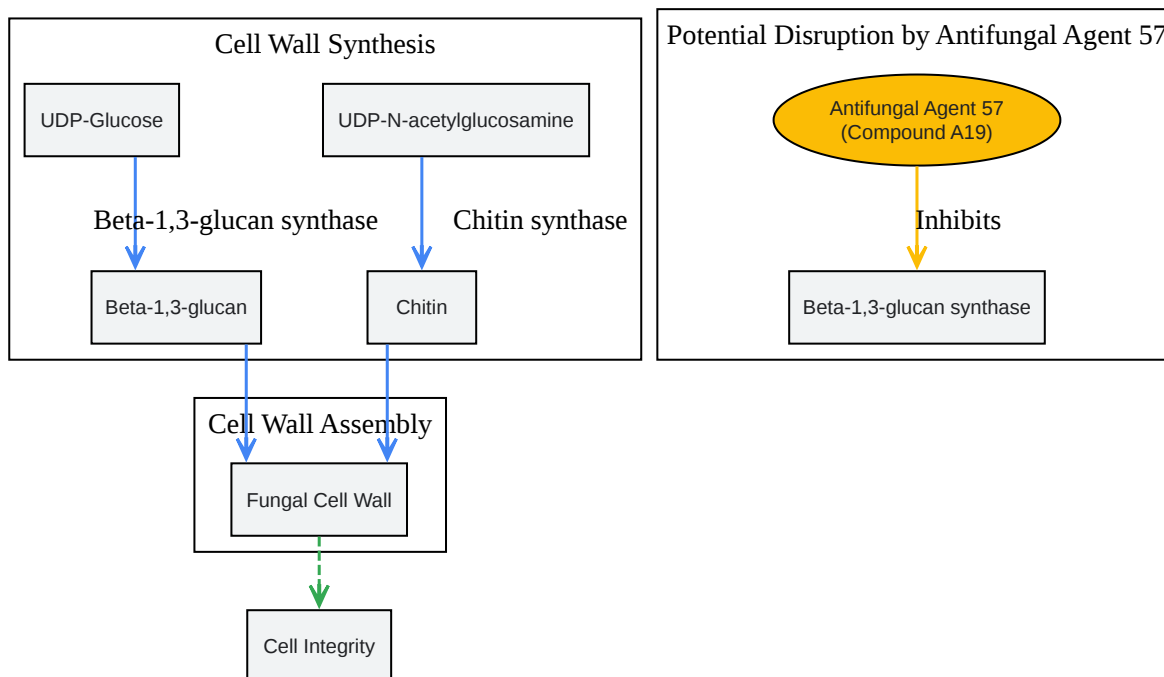 Cell Wall Synthesis
UDP-Glucose
UDP-N-acetylglucosamine
Beta-1,3-glucan synthase
Chitin synthase
Beta-1,3-glucan
Chitin
Cell Wall Assembly
Fungal Cell Wall
Cell Integrity
Potential Disruption by Antifungal Agent 57
Antifungal Agent 57
(Compound A19)
Inhibits
Beta-1,3-glucan synthase